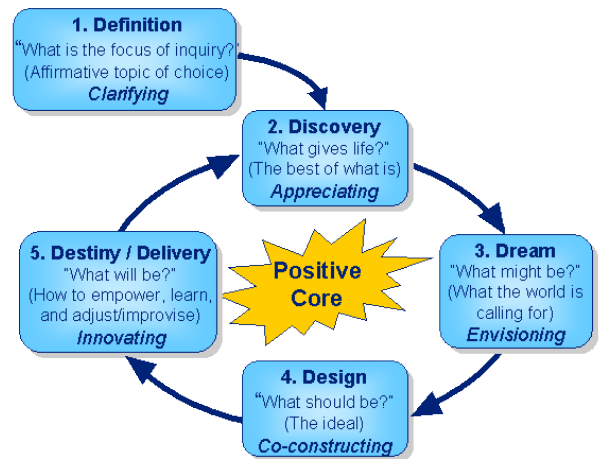 1. Definition
"What is the focus of inquiry?"
(Affirmative topic of choice)
Clarifying
2. Discovery
"What gives life?"
(The best of what is)
Appreciating
3. Dream
"What might be?"
(What the world is
calling for)
Envisioning
4. Design
"What should be?"
(The ideal)
Co-constructing
5. Destiny / Delivery
"What will be?"
(How to empower, learn,
and adjust/improvise)
Innovating
Positive
Core